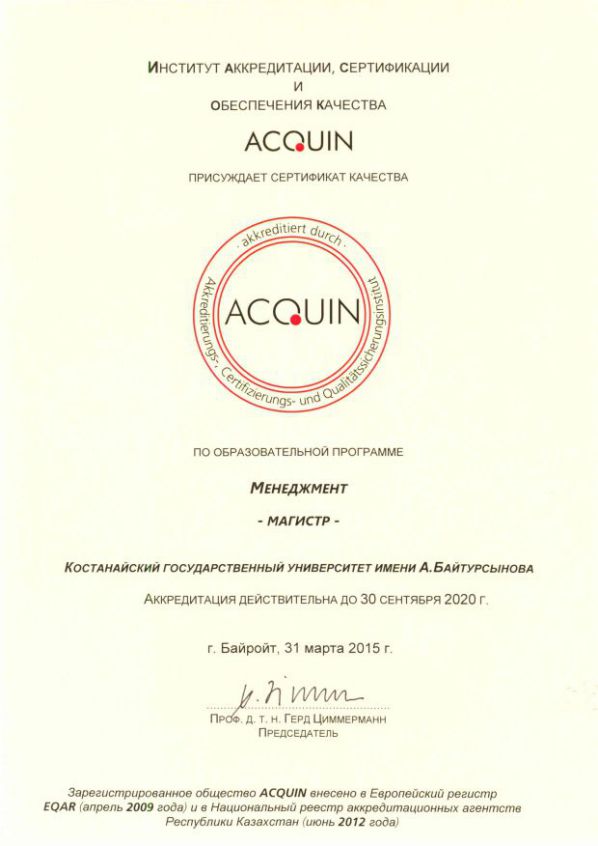 Институт аккредитации, сертификации
и
обеспечения качества
ACQUIN
присуждает сертификат качества
· akkreditiert durch ·
ACQUIN
Akkreditierungs-, Certifizierungs- und Qualitätssicherungsinstitut
по образовательной программе
Менеджмент
- магистр -
Костанайский государственный университет имени А.Байтурсынова
Аккредитация действительна до 30 сентября 2020 г.
г. Байройт, 31 марта 2015 г.
Проф. д. т. н. Герд Циммерманн
Председатель
Зарегистрированное общество ACQUIN внесено в Европейский регистр
EQAR (апрель 2009 года) и в Национальный реестр аккредитационных агентств
Республики Казахстан (июнь 2012 года)